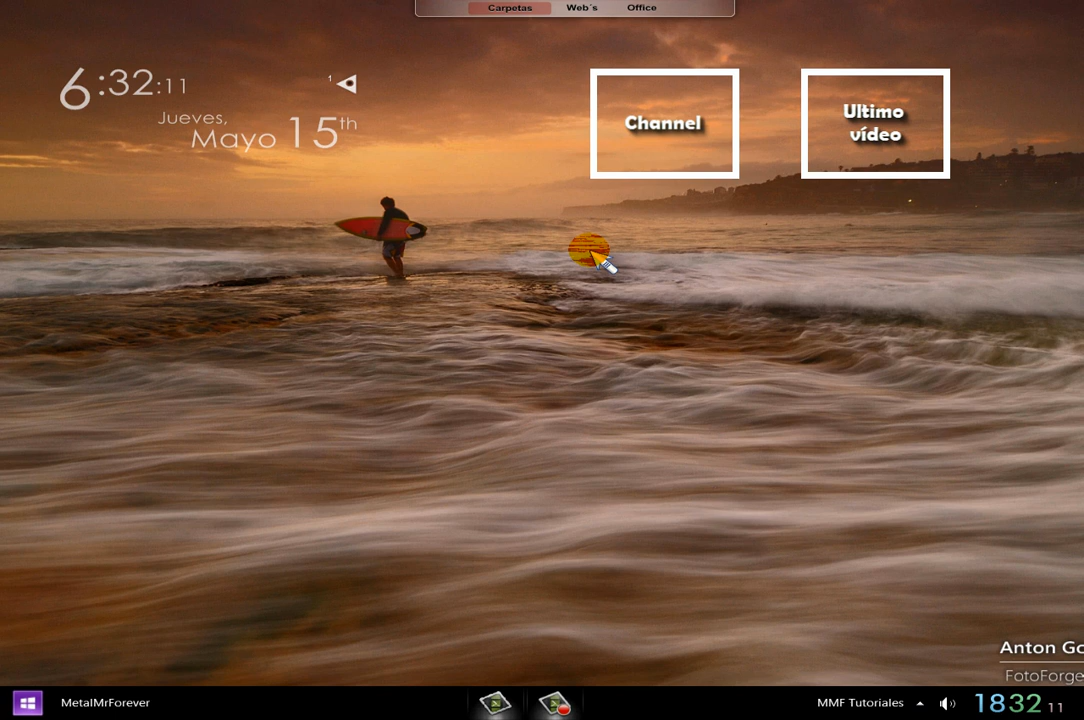 Carpetas Web´s Office
6:32:11
1
Jueves,
Mayo 15th
Channel
Ultimo
vídeo
Anton Go
FotoForge
MetalMrForever
MMF Tutoriales
1832 11